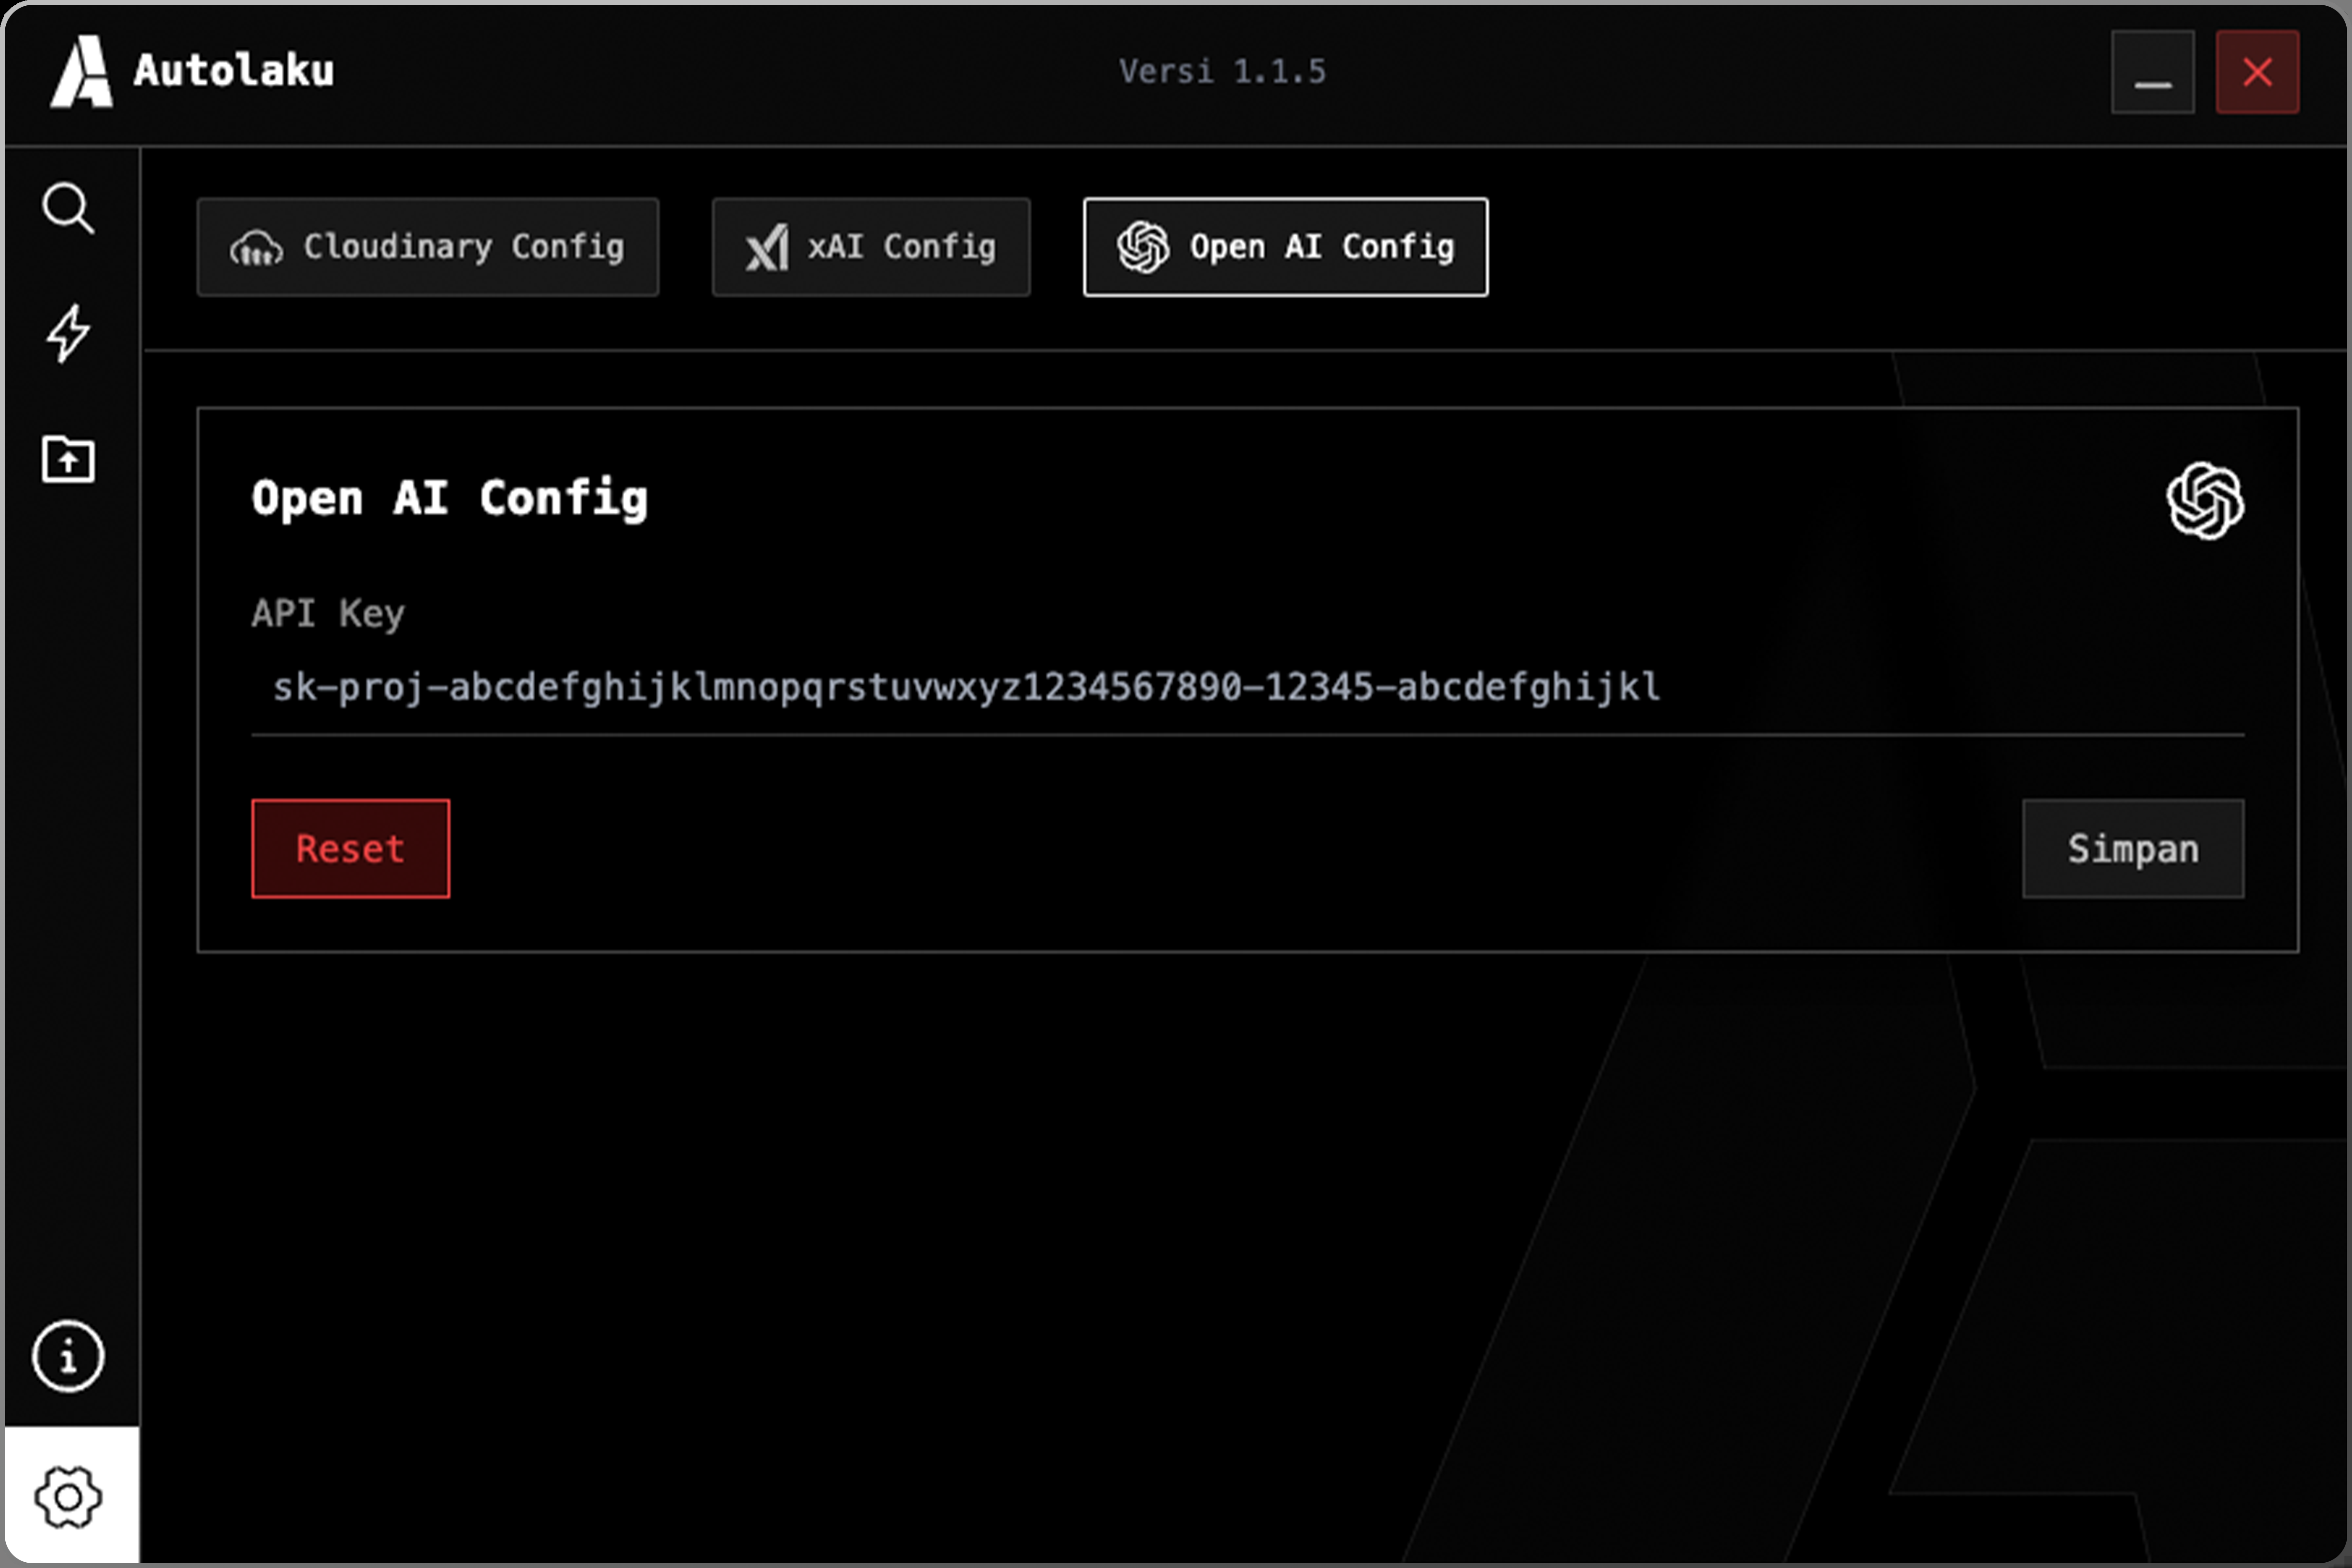 Autolaku
Versi 1.1.5
Cloudinary Config
xAI Config
Open AI Config
Open AI Config
API Key
sk-proj-abcdefghijklmnopqrstuvwxyz1234567890-12345-abcdefghijkl
Reset
Simpan